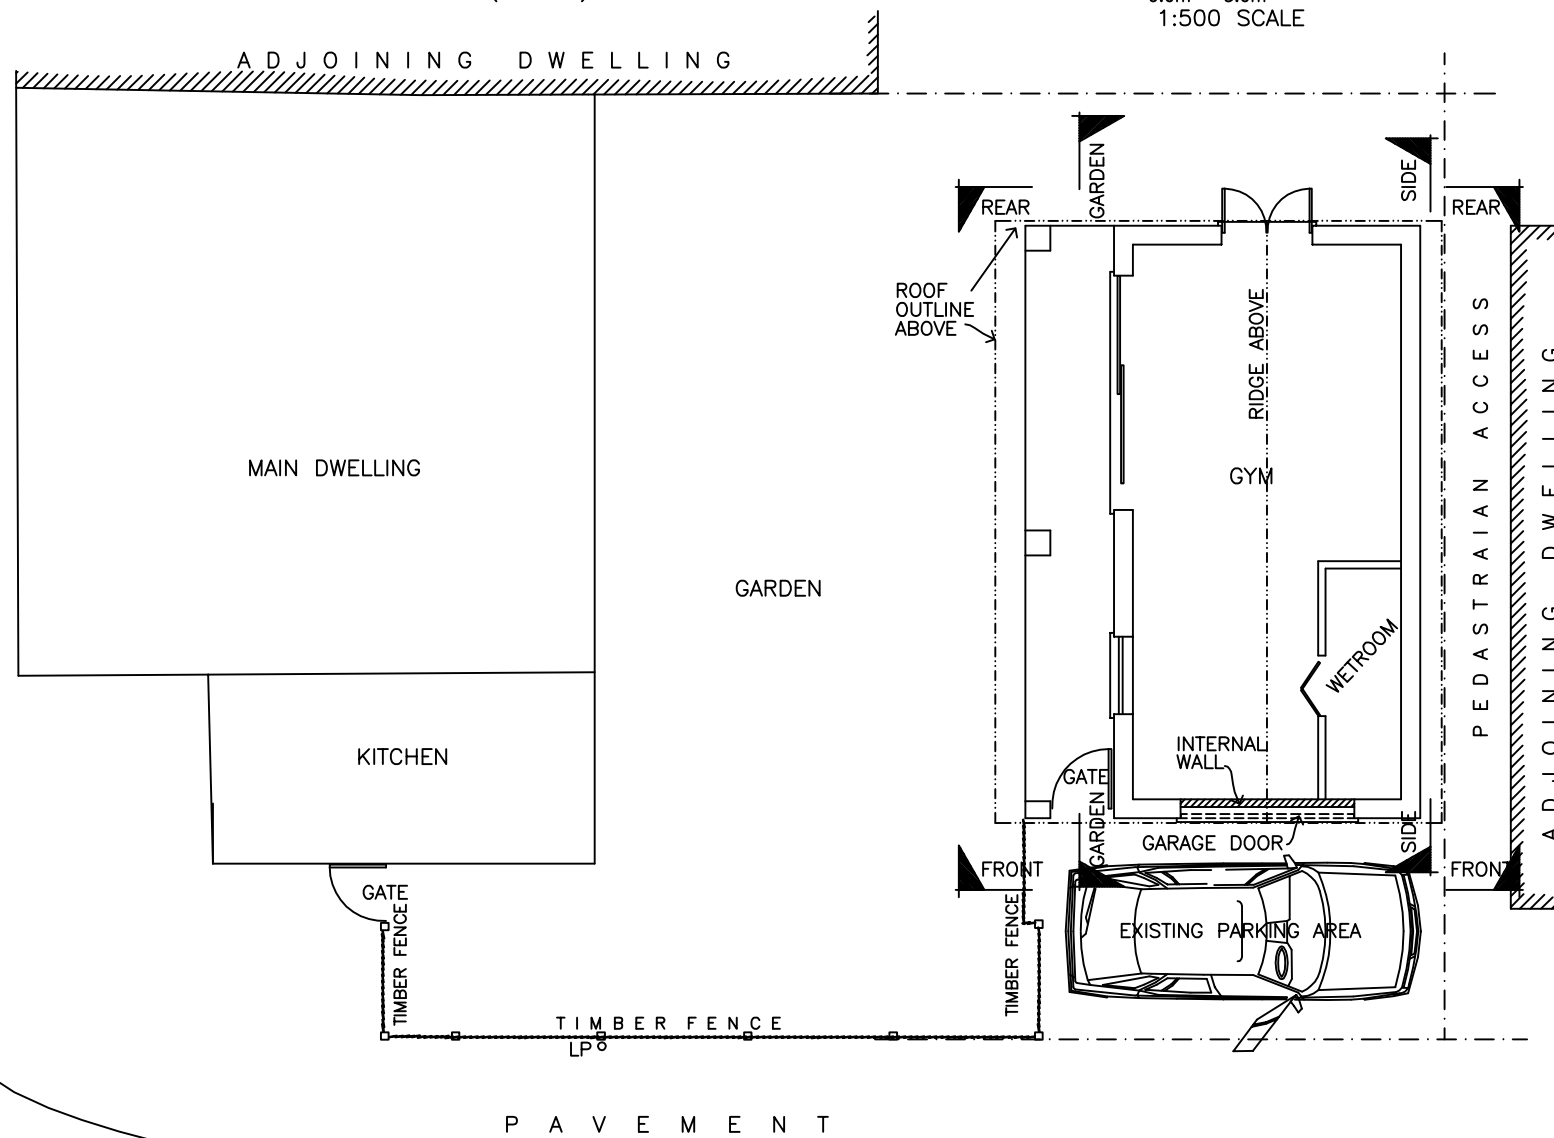 1:500 SCALE
ADJOINING DWELLING
GARDEN
SIDE
REAR
REAR
ROOF
OUTLINE
ABOVE
RIDGE ABOVE
PEDASTRAIAN ACCESS
ADJOINING DWELLING
MAIN DWELLING
GYM
GARDEN
WETROOM
KITCHEN
INTERNAL
WALL
GATE
GARDEN
GARAGE DOOR
SIDE
FRONT
FRONT
GATE
TIMBER FENCE
TIMBER FENCE
EXISTING PARKING AREA
TIMBER FENCE
LP
PAVEMENT